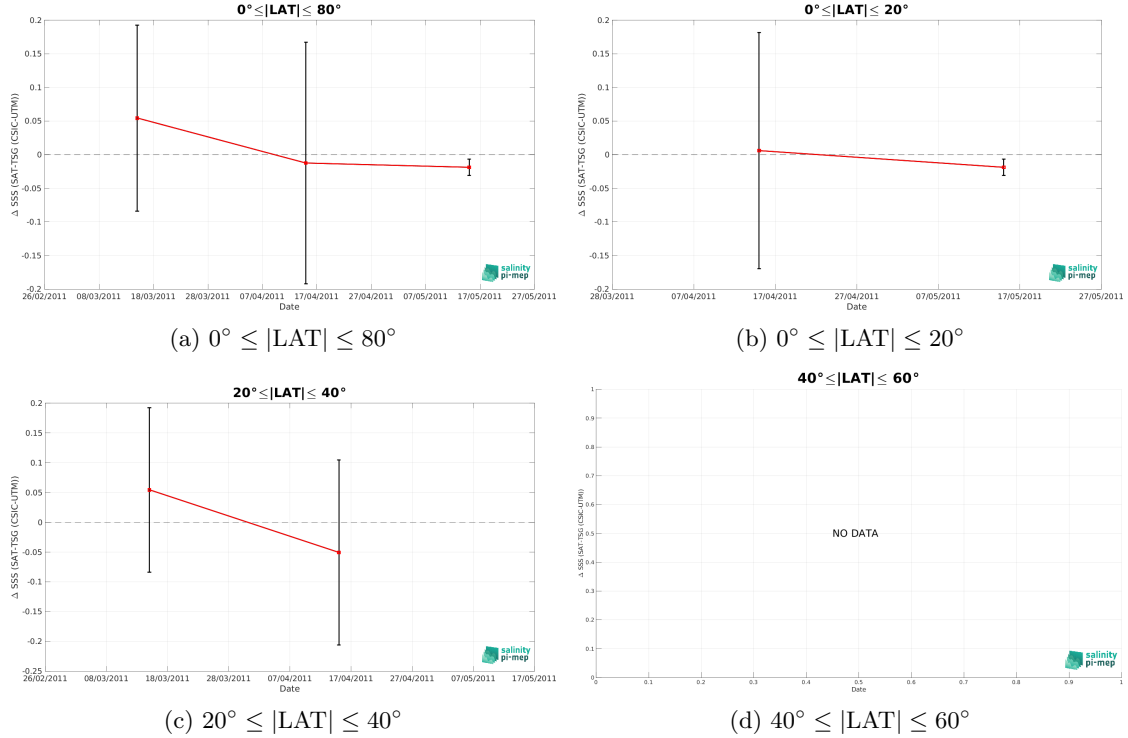 0°≤|LAT|≤ 80°
0.2
0.15
0.1
0.05
0
-0.05
-0.1
-0.15
-0.2
Δ SSS (SAT-TSG (CSIC-UTM))
26/02/2011 08/03/2011 18/03/2011 28/03/2011 07/04/2011 17/04/2011 27/04/2011 07/05/2011 17/05/2011 27/05/2011
Date
salinity
pi-mep
(a) 0° ≤ |LAT| ≤ 80°
0°≤|LAT|≤ 20°
0.2
0.15
0.1
0.05
0
-0.05
-0.1
-0.15
-0.2
Δ SSS (SAT-TSG (CSIC-UTM))
28/03/2011 07/04/2011 17/04/2011 27/04/2011 07/05/2011 17/05/2011 27/05/2011
Date
salinity
pi-mep
(b) 0° ≤ |LAT| ≤ 20°
20°≤|LAT|≤ 40°
0.2
0.15
0.1
0.05
0
-0.05
-0.1
-0.15
-0.2
-0.25
Δ SSS (SAT-TSG (CSIC-UTM))
26/02/2011 08/03/2011 18/03/2011 28/03/2011 07/04/2011 17/04/2011 27/04/2011 07/05/2011 17/05/2011
Date
salinity
pi-mep
(c) 20° ≤ |LAT| ≤ 40°
40°≤|LAT|≤ 60°
1
0.9
0.8
0.7
0.6
0.5
0.4
0.3
0.2
0.1
0
Δ SSS (SAT-TSG (CSIC-UTM))
NO DATA
0 0.1 0.2 0.3 0.4 0.5 0.6 0.7 0.8 0.9 1
Date
salinity
pi-mep
(d) 40° ≤ |LAT| ≤ 60°